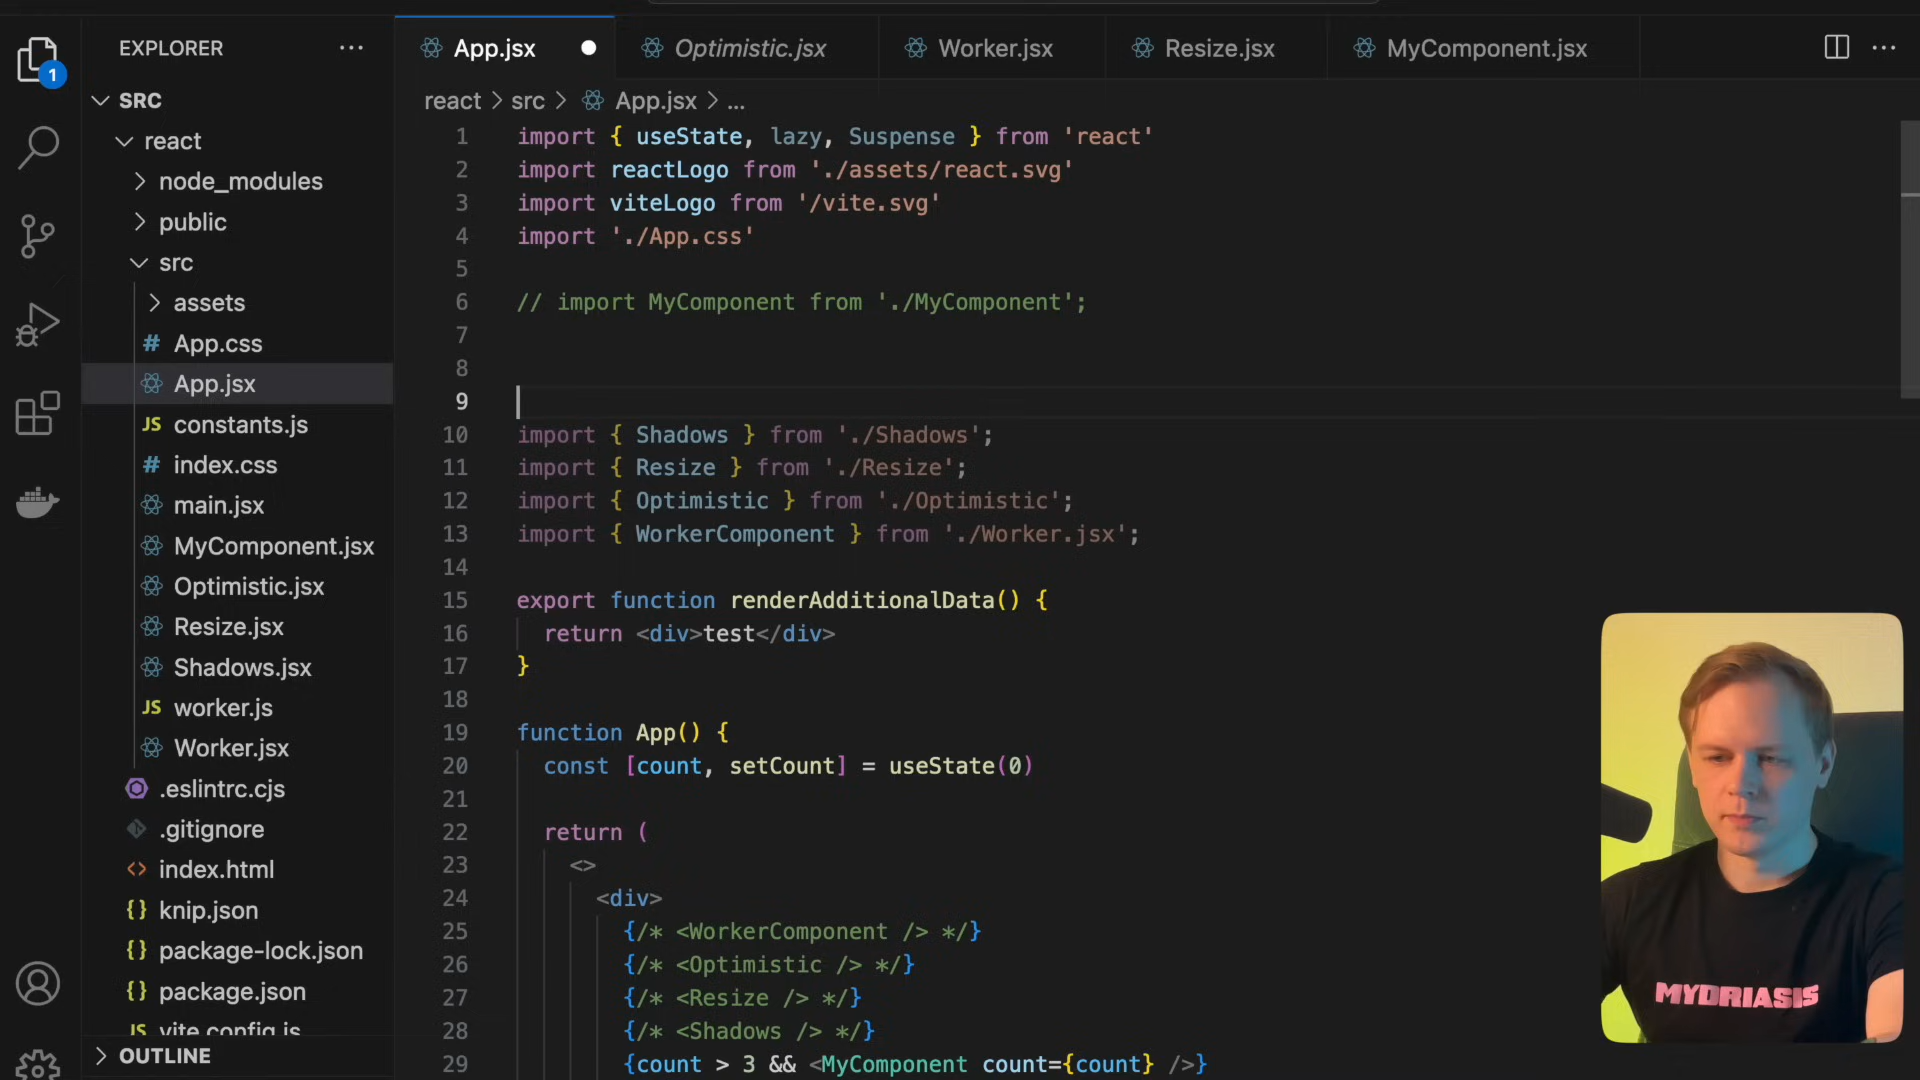 EXPLORER
App.jsx
Optimistic.jsx
Worker.jsx
Resize.jsx
MyComponent.jsx
1
SRC
react
node_modules
public
src
assets
App.css
App.jsx
constants.js
index.css
main.jsx
MyComponent.jsx
Optimistic.jsx
Resize.jsx
Shadows.jsx
worker.js
Worker.jsx
.eslintrc.cjs
.gitignore
index.html
knip.json
package-lock.json
package.json
vite.config.js
OUTLINE
react > src > App.jsx > ...
1 import { useState, lazy, Suspense } from 'react'
2 import reactLogo from './assets/react.svg'
3 import viteLogo from '/vite.svg'
4 import './App.css'
5
6 // import MyComponent from './MyComponent';
7
8
9
10 import { Shadows } from './Shadows';
11 import { Resize } from './Resize';
12 import { Optimistic } from './Optimistic';
13 import { WorkerComponent } from './Worker.jsx';
14
15 export function renderAdditionalData() {
16 return <div>test</div>
17 }
18
19 function App() {
20 const [count, setCount] = useState(0)
21
22 return (
23 <>
24 <div>
25 {/* <WorkerComponent /> */}
26 {/* <Optimistic /> */}
27 {/* <Resize /> */}
28 {/* <Shadows /> */}
29 {count > 3 && <MyComponent count={count} />}
MYDRIASIS